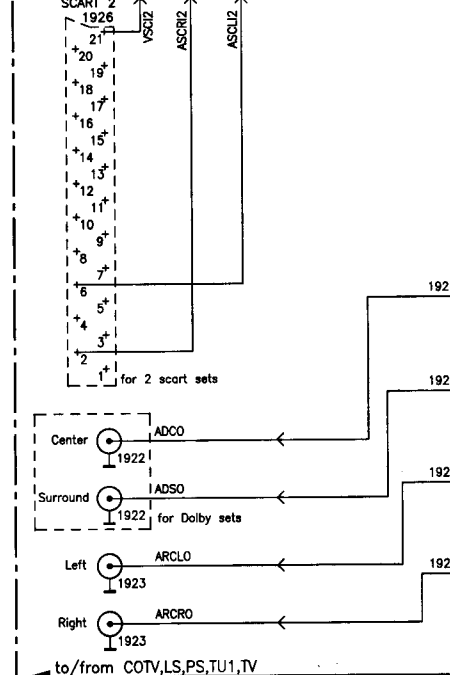 SCART 2
1926
VSCI2
ASCRI2
ASCLI2
21
20
19
18
17
16
15
14
13
12
11
10
9
8
7
6
5
4
3
2
1
for 2 scart sets
192
192
Center
ADCO
1922
192
Surround
ADSO
1922
for Dolby sets
Left
ARCLO
1923
192
Right
ARCRO
1923
to/from COTV,LS,PS,TU1,TV